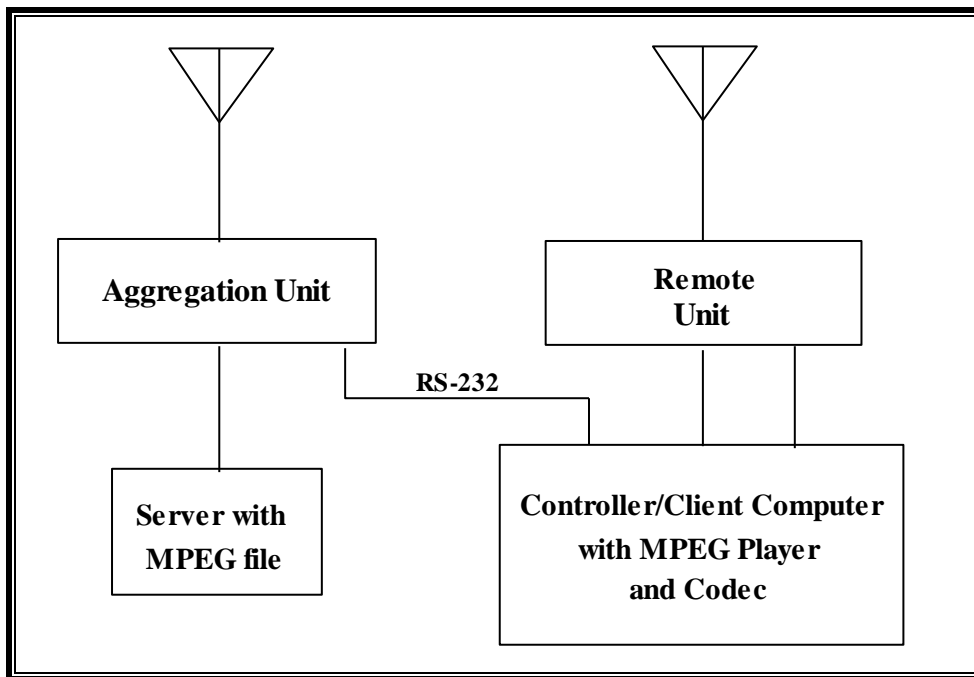 Aggregation Unit
Remote
Unit
RS-232
Server with
MPEG file
Controller/Client Computer
with MPEG Player
and Codec